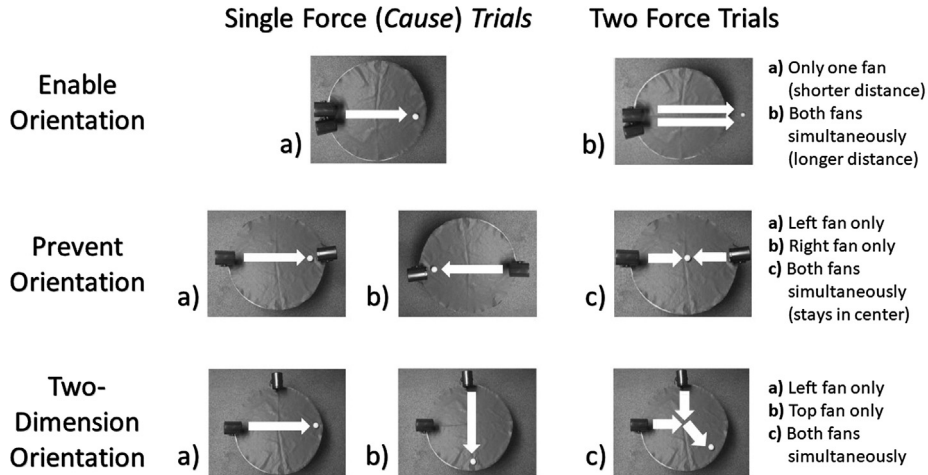 Single Force (Cause) Trials
Two Force Trials
Enable
Orientation
a)
b)
a) Only one fan
(shorter distance)
b) Both fans
simultaneously
(longer distance)
Prevent
Orientation
a)
b)
c)
a) Left fan only
b) Right fan only
c) Both fans
simultaneously
(stays in center)
Two-
Dimension
Orientation
a)
b)
c)
a) Left fan only
b) Top fan only
c) Both fans
simultaneously